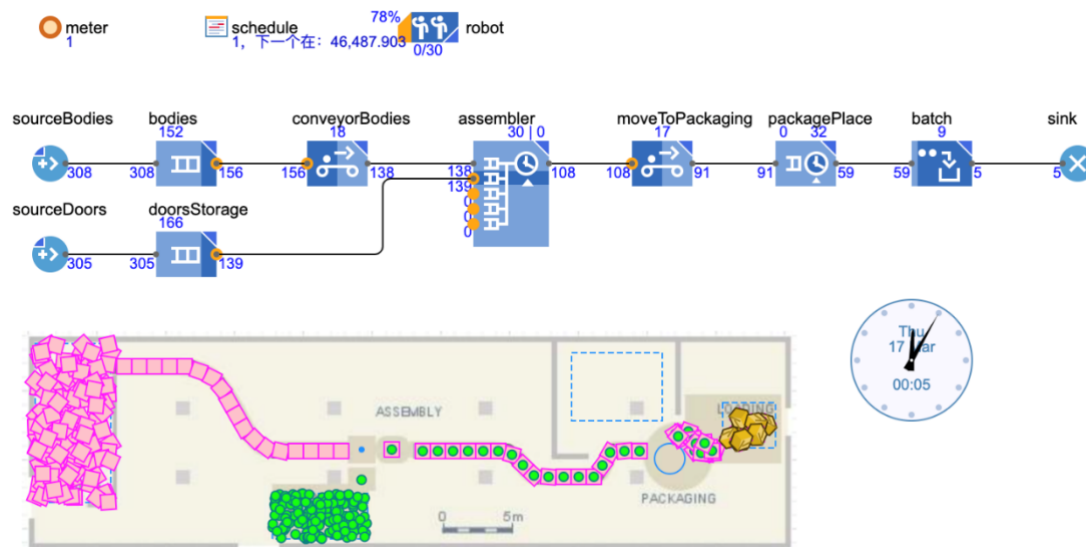 meter
1
schedule
1，下一个在：46,487.903
78%
0/30
robot
sourceBodies
308
bodies
152
308
156
conveyorBodies
18
156
138
assembler
30 | 0
138
139
0
0
0
108
moveToPackaging
17
108
91
packagePlace
0 32
91
59
batch
9
59
5
sink
5
sourceDoors
305
doorsStorage
166
305
139
ASSEMBLY
LOADING
PACKAGING
0 5m
Thu
00:05